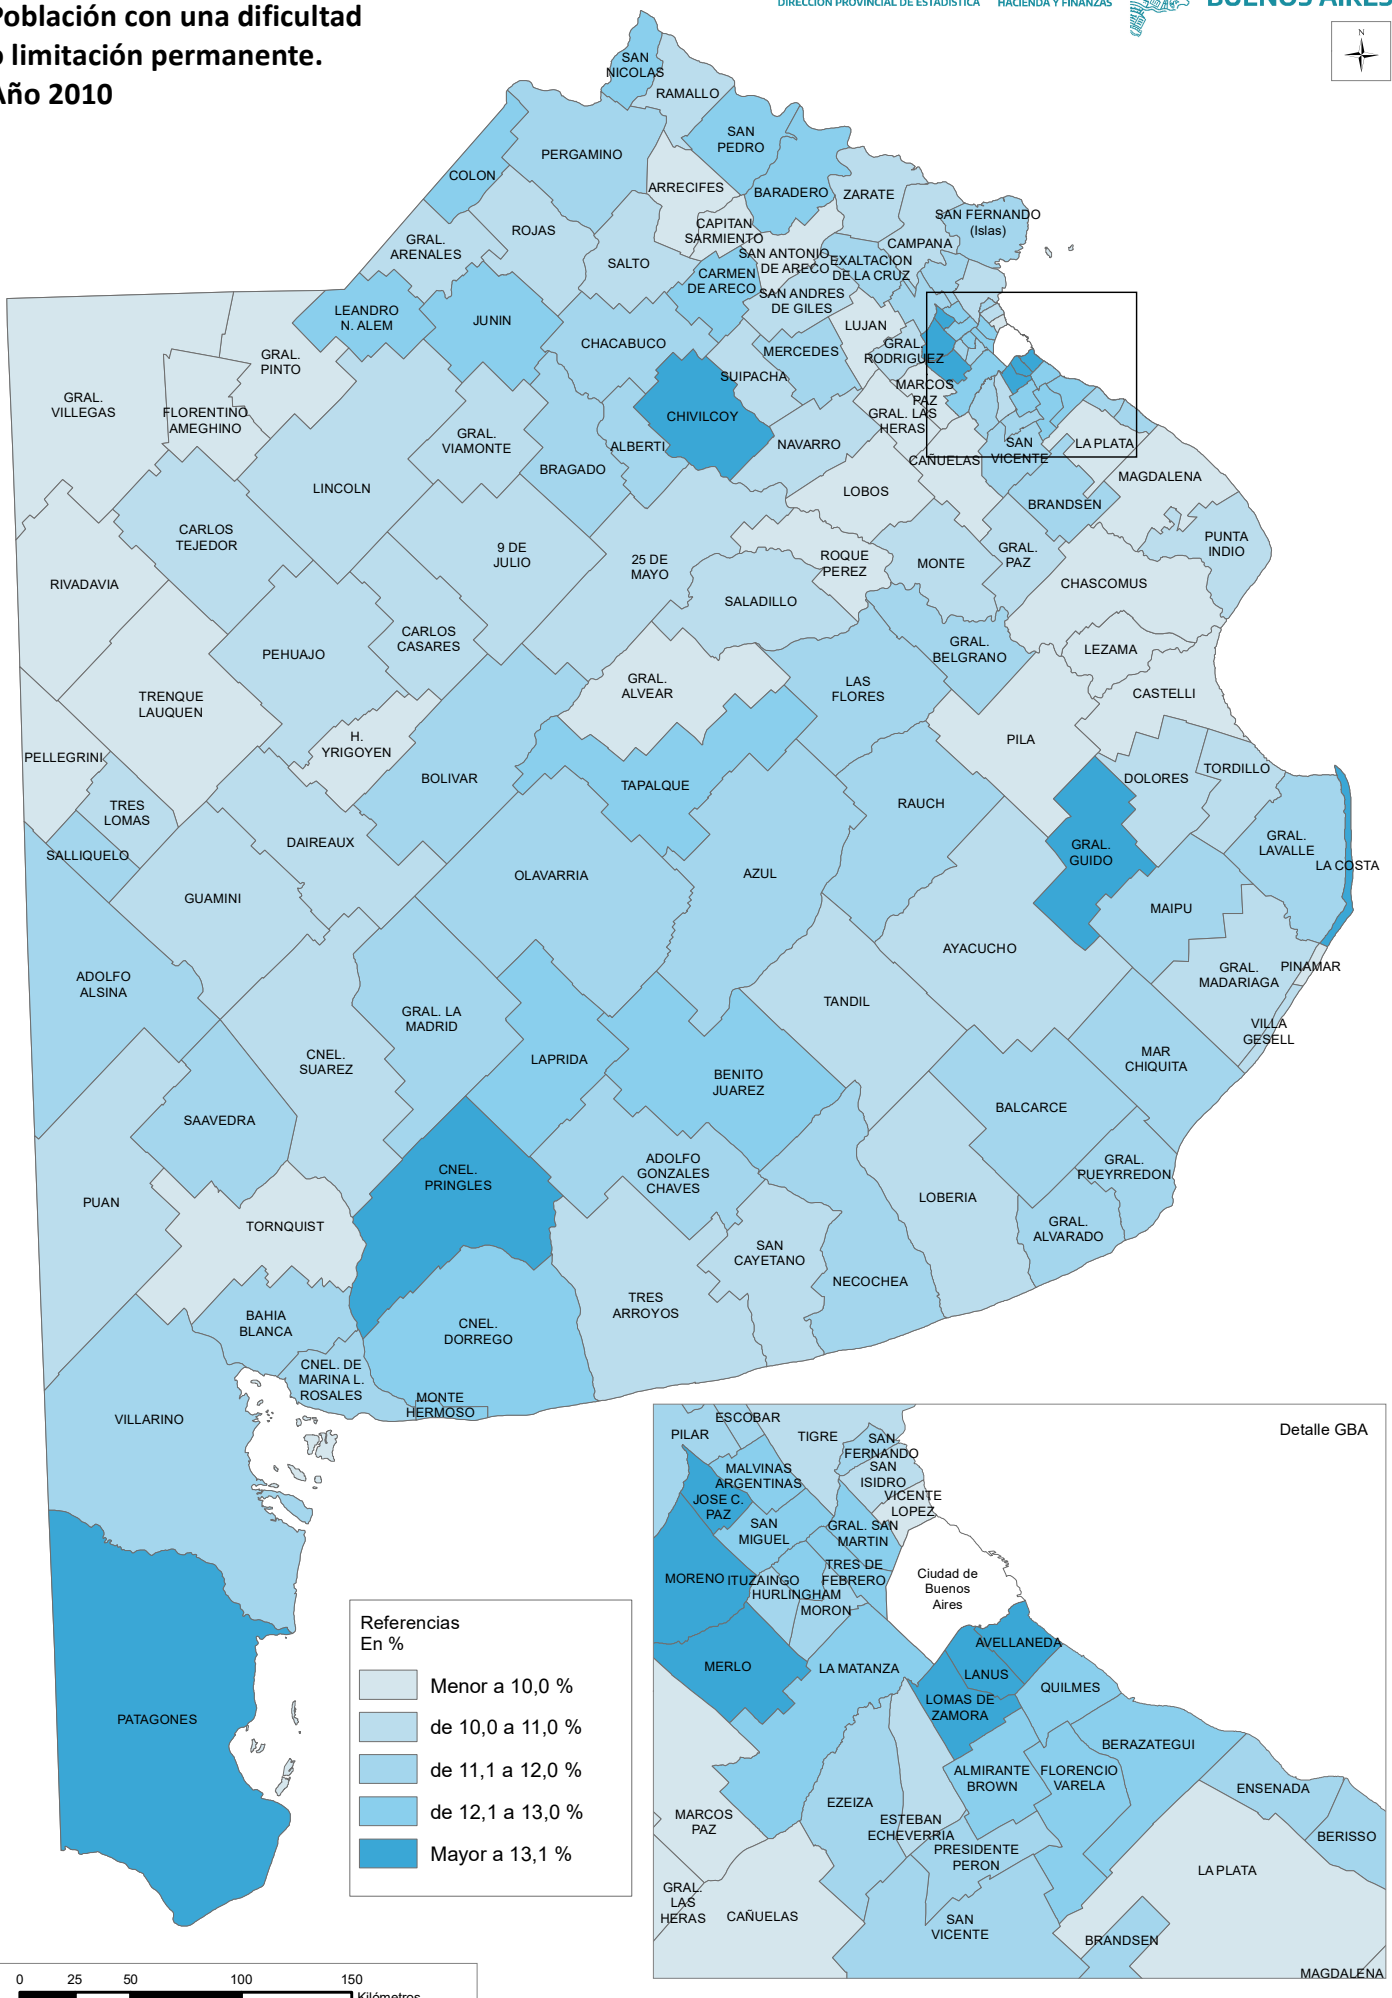 Población con una dificultad
o limitación permanente.
Año 2010
DIRECCIÓN PROVINCIAL DE ESTADÍSTICA
HACIENDA Y FINANZAS
BUENOS AIRES
N
SAN
NICOLAS
RAMALLO
SAN
PEDRO
PERGAMINO
COLON
ARRECIFES
BARADERO
ZARATE
SAN FERNANDO
(Islas)
CAPITAN
SARMIENTO
ROJAS
GRAL.
ARENALES
SALTO
CAMPANA
SAN ANTONIO
DE ARECO
EXALTACION
DE LA CRUZ
CARMEN
DE ARECO
SAN ANDRES
DE GILES
LEANDRO
N. ALEM
JUNIN
LUJAN
CHACABUCO
MERCEDES
GRAL.
RODRIGUEZ
GRAL.
PINTO
SUIPACHA
MARCOS
PAZ
GRAL.
VILLEGAS
FLORENTINO
AMEGHINO
CHIVILCOY
GRAL. LAS
HERAS
GRAL.
VIAMONTE
ALBERTI
NAVARRO
SAN
VICENTE
LA PLATA
CAÑUELAS
BRAGADO
MAGDALENA
LINCOLN
LOBOS
BRANDSEN
CARLOS
TEJEDOR
9 DE
JULIO
25 DE
MAYO
ROQUE
PEREZ
MONTE
GRAL.
PAZ
PUNTA
INDIO
RIVADAVIA
CHASCOMUS
SALADILLO
CARLOS
CASARES
PEHUAJO
GRAL.
BELGRANO
LEZAMA
TRENQUE
LAUQUEN
GRAL.
ALVEAR
LAS
FLORES
CASTELLI
H.
YRIGOYEN
PILA
PELLEGRINI
BOLIVAR
TAPALQUE
DOLORES
TORDILLO
TRES
LOMAS
RAUCH
DAIREAUX
GRAL.
GUIDO
GRAL.
LAVALLE
SALLIQUELO
LA COSTA
OLAVARRIA
AZUL
GUAMINI
MAIPU
AYACUCHO
ADOLFO
ALSINA
GRAL.
MADARIAGA
PINAMAR
TANDIL
GRAL. LA
MADRID
VILLA
GESELL
CNEL.
SUAREZ
LAPRIDA
MAR
CHIQUITA
BENITO
JUAREZ
BALCARCE
SAAVEDRA
ADOLFO
GONZALES
CHAVES
CNEL.
PRINGLES
GRAL.
PUEYRREDON
PUAN
LOBERIA
TORNQUIST
GRAL.
ALVARADO
SAN
CAYETANO
NECOCHEA
TRES
ARROYOS
BAHIA
BLANCA
CNEL.
DORREGO
CNEL. DE
MARINA L.
ROSALES
MONTE
HERMOSO
VILLARINO
PATAGONES
Detalle GBA
ESCOBAR
PILAR
TIGRE
SAN
FERNANDO
SAN
ISIDRO
MALVINAS
ARGENTINAS
VICENTE
LOPEZ
JOSE C.
PAZ
SAN
MIGUEL
GRAL. SAN
MARTIN
TRES DE
FEBRERO
MORENO
ITUZAINGO
HURLINGHAM
MORON
Ciudad de
Buenos
Aires
AVELLANEDA
MERLO
LA MATANZA
LANUS
QUILMES
LOMAS DE
ZAMORA
BERAZATEGUI
ALMIRANTE
BROWN
FLORENCIO
VARELA
ENSENADA
EZEIZA
ESTEBAN
ECHEVERRIA
MARCOS
PAZ
BERISSO
PRESIDENTE
PERON
LA PLATA
GRAL.
LAS
HERAS
CAÑUELAS
SAN
VICENTE
BRANDSEN
MAGDALENA
Referencias
En %
Menor a 10,0 %
de 10,0 a 11,0 %
de 11,1 a 12,0 %
de 12,1 a 13,0 %
Mayor a 13,1 %
0 25 50 100 150
Kilómetros